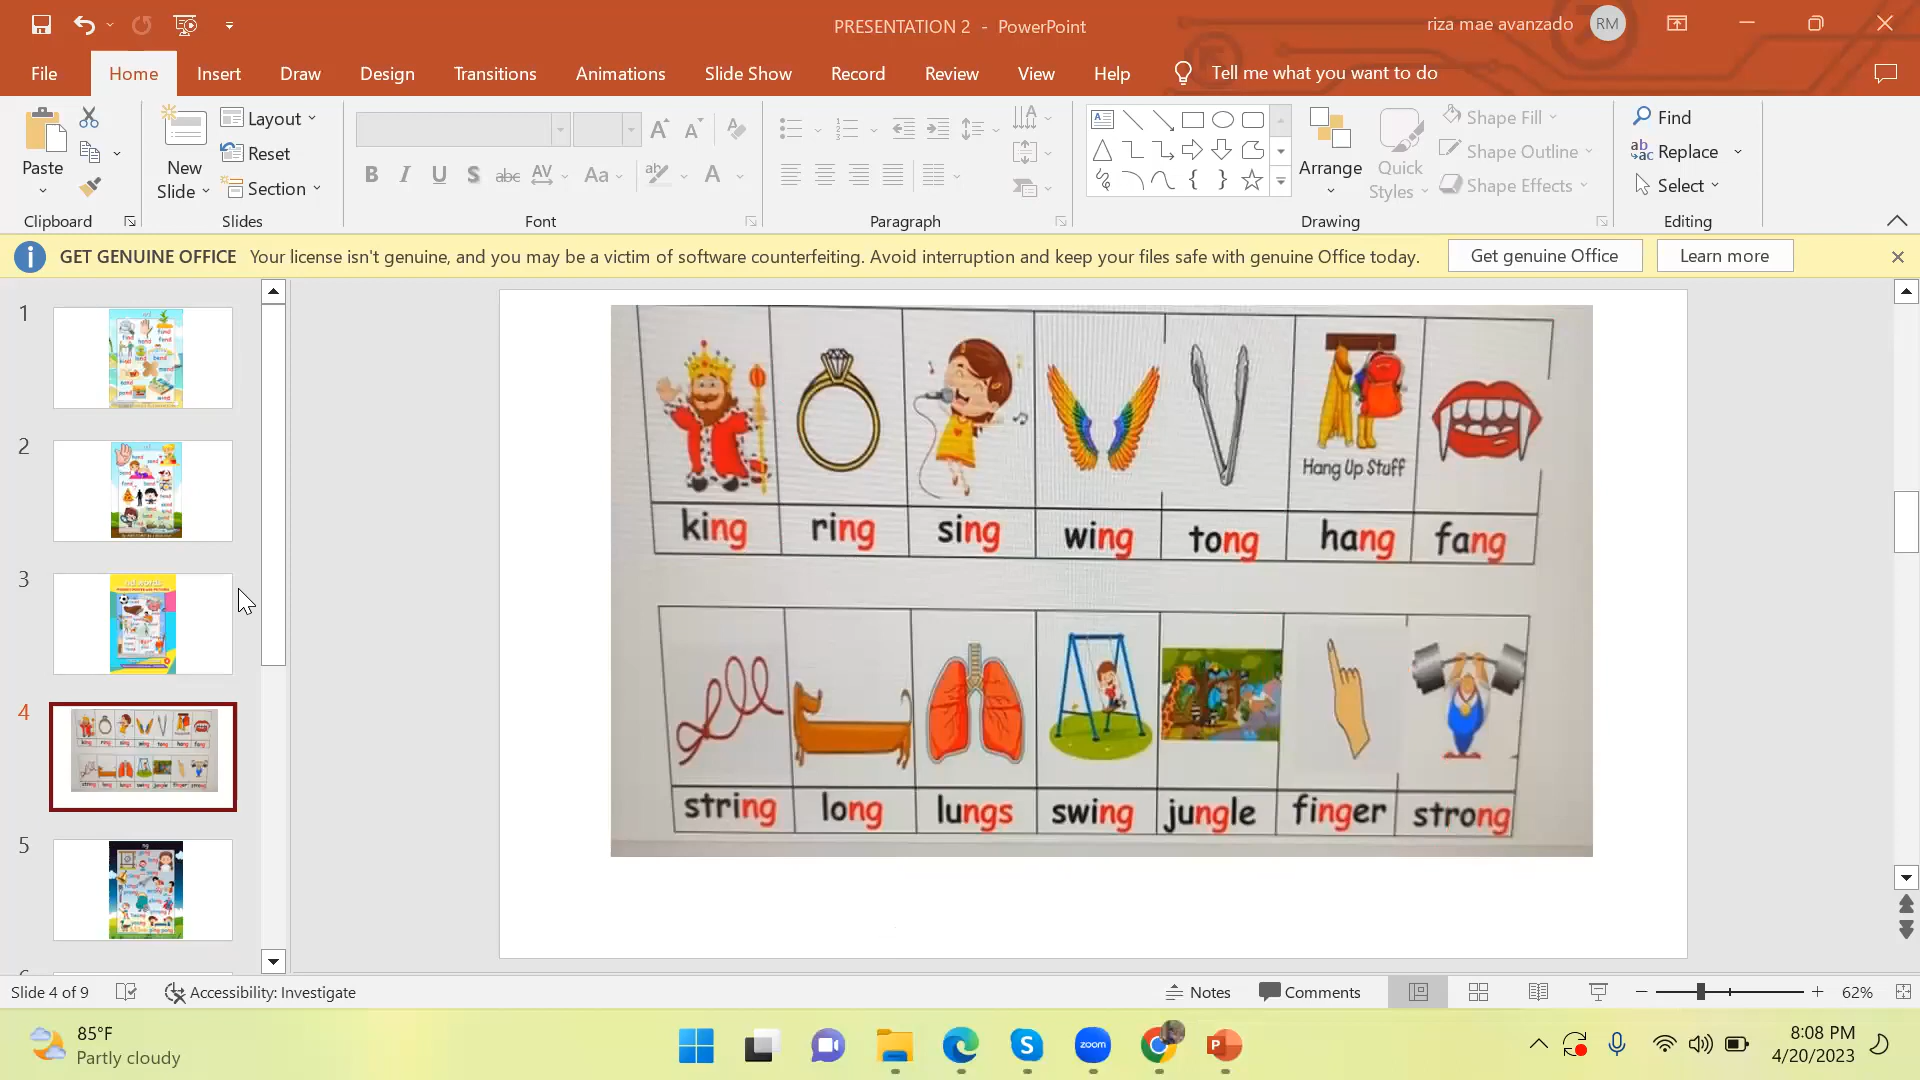 PRESENTATION 2 - PowerPoint
riza mae avanzado
RM
File Home Insert Draw Design Transitions Animations Slide Show Record Review View Help Tell me what you want to do
Paste
Clipboard
New Slide
Layout
Reset
Section
Slides
B I U S abc AV Aa A
Font
Paragraph
Arrange
Quick Styles
Shape Fill
Shape Outline
Shape Effects
Drawing
Find
Replace
Select
Editing
GET GENUINE OFFICE Your license isn't genuine, and you may be a victim of software counterfeiting. Avoid interruption and keep your files safe with genuine Office today.
Get genuine Office
Learn more
1
2
3
4
5
Hang Up Stuff
king ring sing wing tong hang fang
string long lungs swing jungle finger strong
Slide 4 of 9
Accessibility: Investigate
Notes
Comments
62%
85°F
Partly cloudy
zoom
8:08 PM
4/20/2023